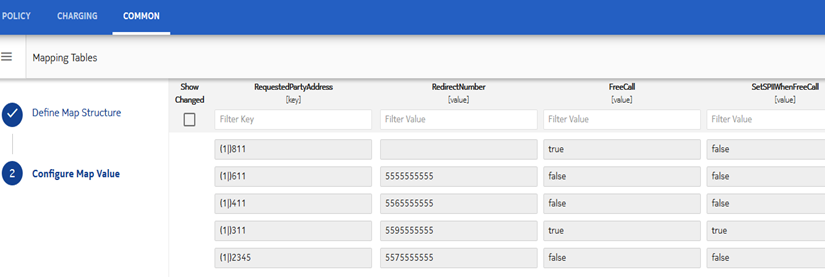 POLICY CHARGING COMMON
Mapping Tables
Show Changed RequestedPartyAddress [key] RedirectNumber [value] FreeCall [value] SetSPIIWhenFreeCall [value]
Define Map Structure
Filter Key Filter Value Filter Value Filter Value
(1|)811 true false
2 Configure Map Value
(1|)611 5555555555 false false
(1|)411 5565555555 false false
(1|)311 5595555555 true true
(1|)2345 5575555555 false false